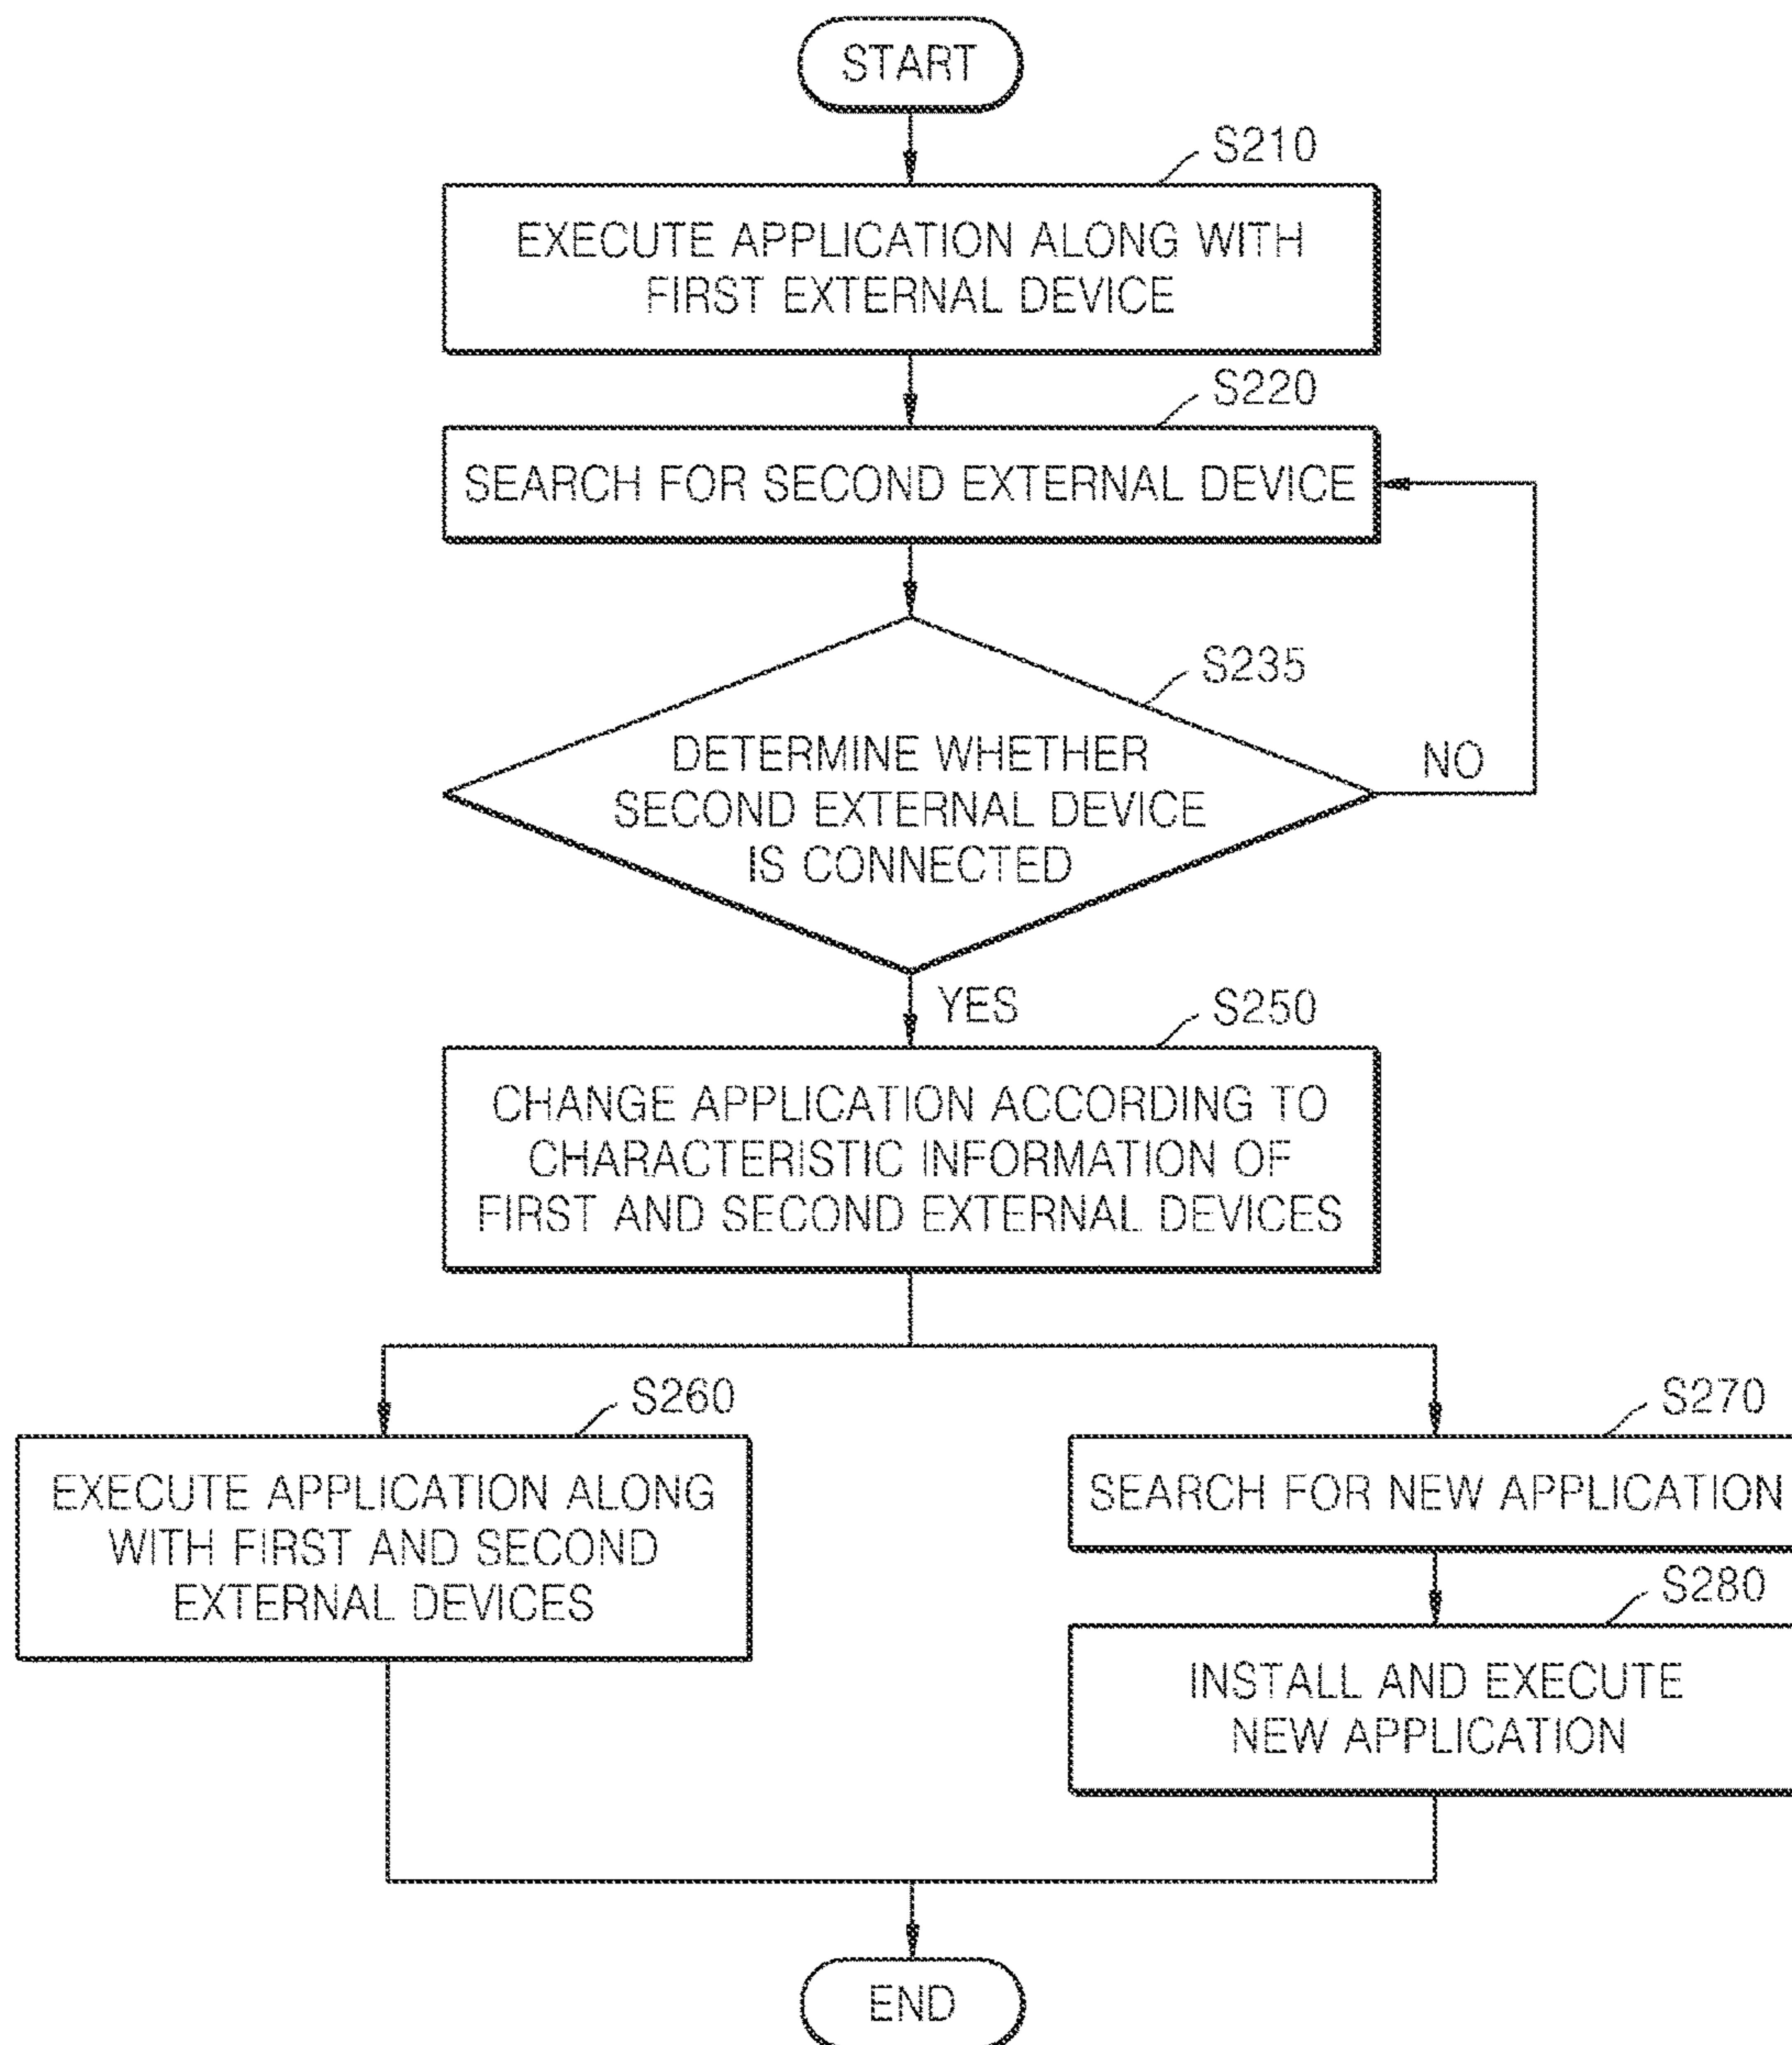 START
S210
EXECUTE APPLICATION ALONG WITH
FIRST EXTERNAL DEVICE
S220
SEARCH FOR SECOND EXTERNAL DEVICE
S235
DETERMINE WHETHER
SECOND EXTERNAL DEVICE
IS CONNECTED
NO
YES
S250
CHANGE APPLICATION ACCORDING TO
CHARACTERISTIC INFORMATION OF
FIRST AND SECOND EXTERNAL DEVICES
S260
EXECUTE APPLICATION ALONG
WITH FIRST AND SECOND
EXTERNAL DEVICES
S270
SEARCH FOR NEW APPLICATION
S280
INSTALL AND EXECUTE
NEW APPLICATION
END